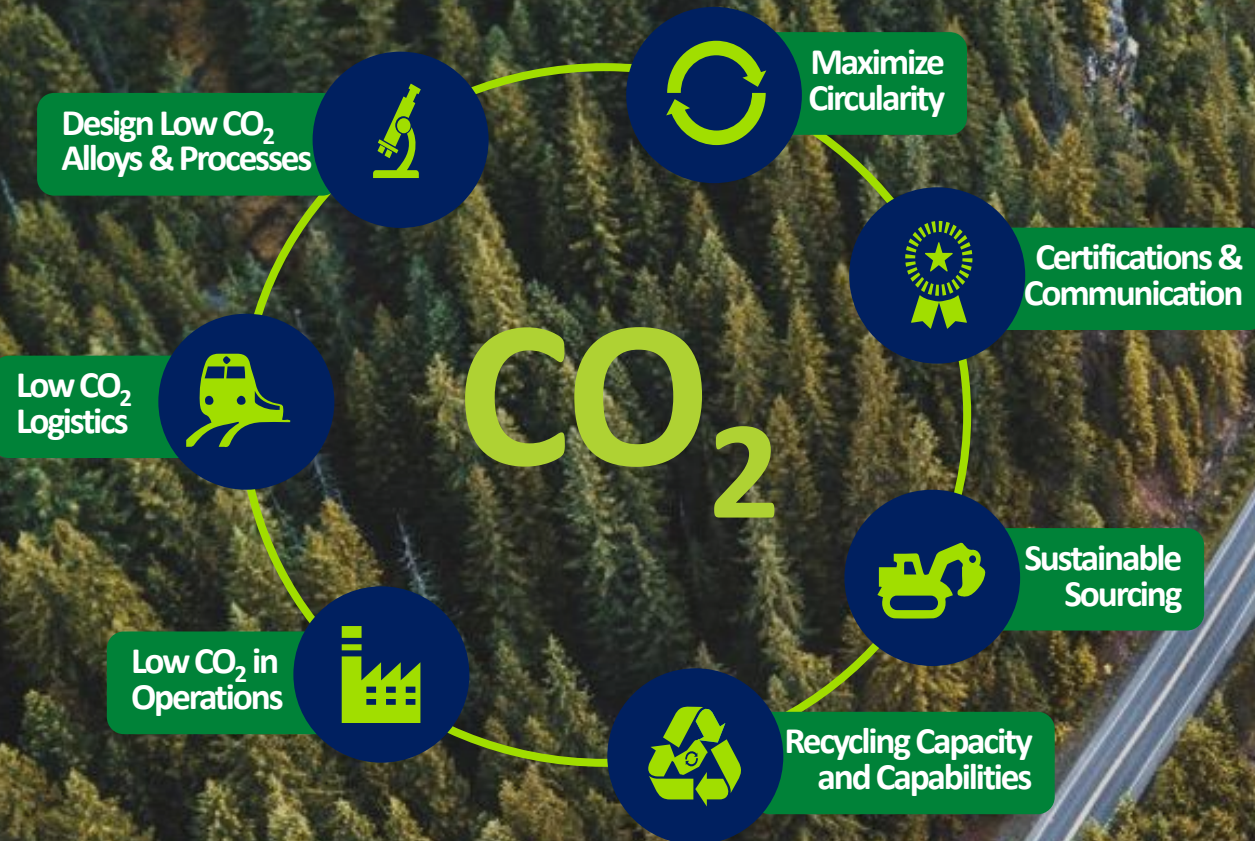 Maximize
Circularity
Design Low CO₂
Alloys & Processes
Certifications &
Communication
CO₂
Low CO₂
Logistics
Sustainable
Sourcing
Low CO₂ in
Operations
Recycling Capacity
and Capabilities